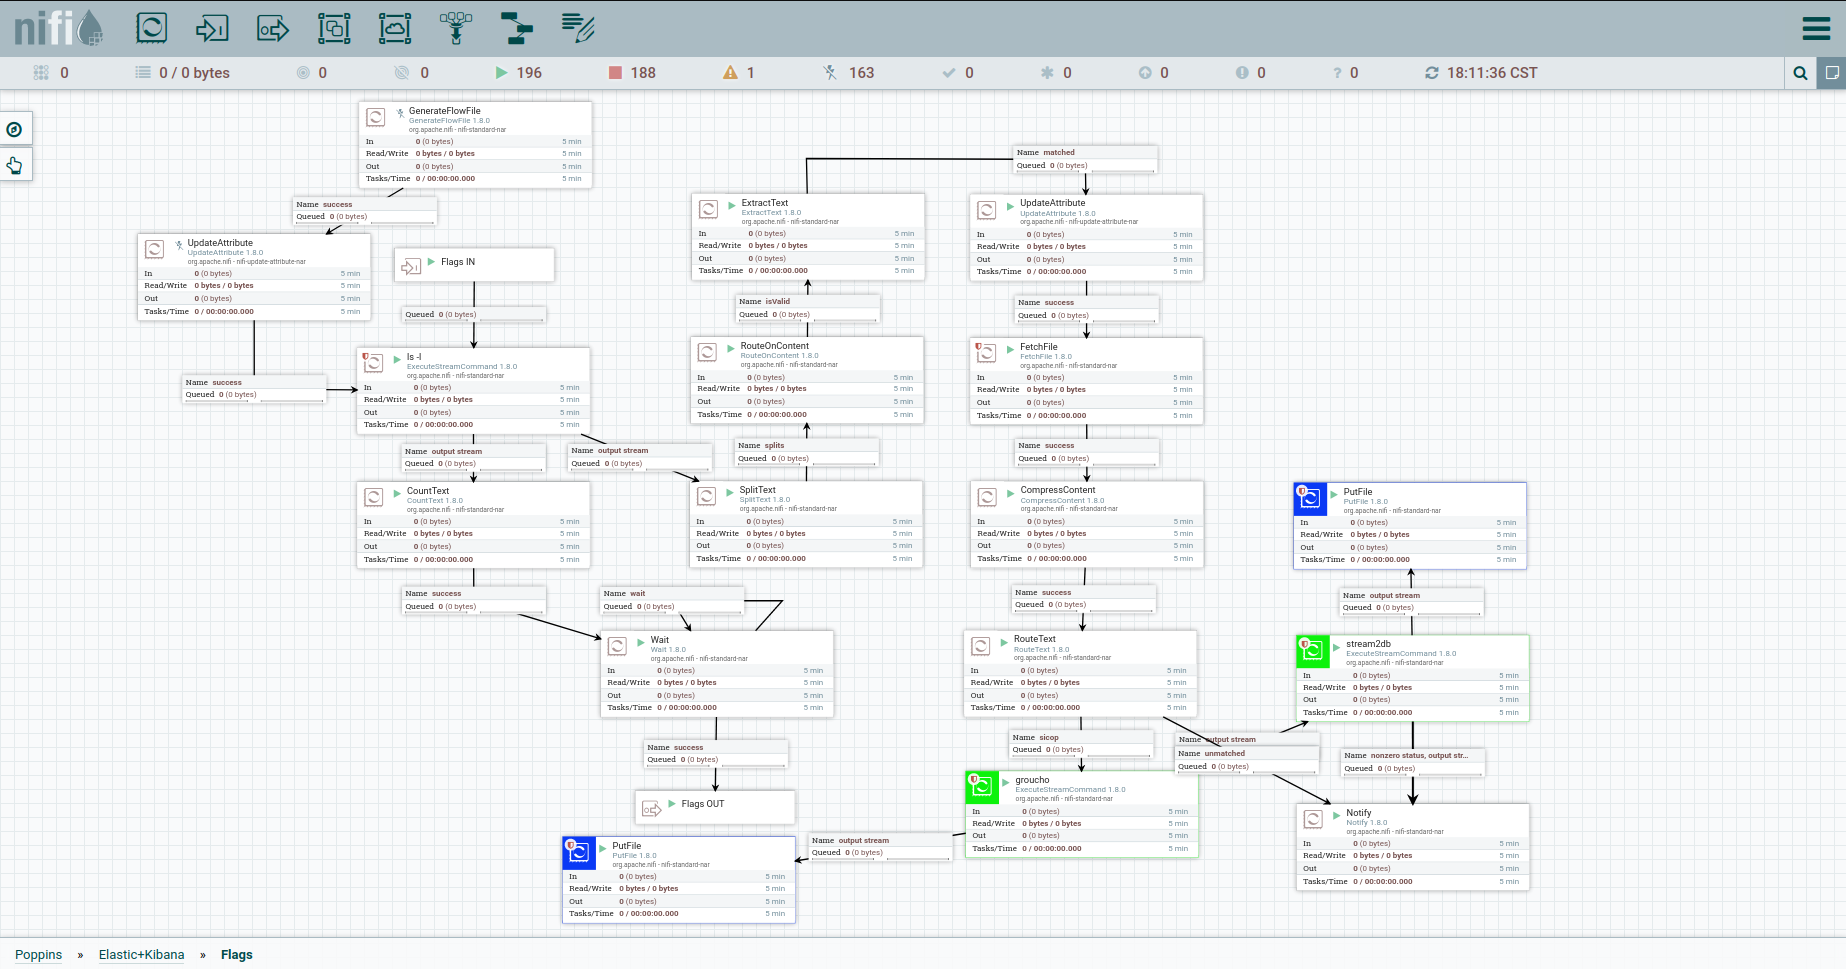 nifi
0
0 / 0 bytes
0
0
196
188
1
163
0
0
0
0
? 0
18:11:36 CST
GenerateFlowFile
GenerateFlowFile 1.8.0
org.apache.nifi - nifi-standard-nar
In 0 (0 bytes) 5 min
Read/Write 0 bytes / 0 bytes 5 min
Out 0 (0 bytes) 5 min
Tasks/Time 0 / 00:00:00.000 5 min
Name success
Queued 0 (0 bytes)
UpdateAttribute
UpdateAttribute 1.8.0
org.apache.nifi - nifi-update-attribute-nar
In 0 (0 bytes) 5 min
Read/Write 0 bytes / 0 bytes 5 min
Out 0 (0 bytes) 5 min
Tasks/Time 0 / 00:00:00.000 5 min
Flags IN
Queued 0 (0 bytes)
Name success
Queued 0 (0 bytes)
ls -l
ExecuteStreamCommand 1.8.0
org.apache.nifi - nifi-standard-nar
In 0 (0 bytes) 5 min
Read/Write 0 bytes / 0 bytes 5 min
Out 0 (0 bytes) 5 min
Tasks/Time 0 / 00:00:00.000 5 min
Name output stream
Queued 0 (0 bytes)
Name output stream
Queued 0 (0 bytes)
CountText
CountText 1.8.0
org.apache.nifi - nifi-standard-nar
In 0 (0 bytes) 5 min
Read/Write 0 bytes / 0 bytes 5 min
Out 0 (0 bytes) 5 min
Tasks/Time 0 / 00:00:00.000 5 min
Name success
Queued 0 (0 bytes)
Name wait
Queued 0 (0 bytes)
Wait
Wait 1.8.0
org.apache.nifi - nifi-standard-nar
In 0 (0 bytes) 5 min
Read/Write 0 bytes / 0 bytes 5 min
Out 0 (0 bytes) 5 min
Tasks/Time 0 / 00:00:00.000 5 min
Name success
Queued 0 (0 bytes)
Flags OUT
PutFile
PutFile 1.8.0
org.apache.nifi - nifi-standard-nar
In 0 (0 bytes) 5 min
Read/Write 0 bytes / 0 bytes 5 min
Out 0 (0 bytes) 5 min
Tasks/Time 0 / 00:00:00.000 5 min
ExtractText
ExtractText 1.8.0
org.apache.nifi - nifi-standard-nar
In 0 (0 bytes) 5 min
Read/Write 0 bytes / 0 bytes 5 min
Out 0 (0 bytes) 5 min
Tasks/Time 0 / 00:00:00.000 5 min
Name isValid
Queued 0 (0 bytes)
RouteOnContent
RouteOnContent 1.8.0
org.apache.nifi - nifi-standard-nar
In 0 (0 bytes) 5 min
Read/Write 0 bytes / 0 bytes 5 min
Out 0 (0 bytes) 5 min
Tasks/Time 0 / 00:00:00.000 5 min
Name splits
Queued 0 (0 bytes)
SplitText
SplitText 1.8.0
org.apache.nifi - nifi-standard-nar
In 0 (0 bytes) 5 min
Read/Write 0 bytes / 0 bytes 5 min
Out 0 (0 bytes) 5 min
Tasks/Time 0 / 00:00:00.000 5 min
Name matched
Queued 0 (0 bytes)
UpdateAttribute
UpdateAttribute 1.8.0
org.apache.nifi - nifi-update-attribute-nar
In 0 (0 bytes) 5 min
Read/Write 0 bytes / 0 bytes 5 min
Out 0 (0 bytes) 5 min
Tasks/Time 0 / 00:00:00.000 5 min
Name success
Queued 0 (0 bytes)
FetchFile
FetchFile 1.8.0
org.apache.nifi - nifi-standard-nar
In 0 (0 bytes) 5 min
Read/Write 0 bytes / 0 bytes 5 min
Out 0 (0 bytes) 5 min
Tasks/Time 0 / 00:00:00.000 5 min
Name success
Queued 0 (0 bytes)
CompressContent
CompressContent 1.8.0
org.apache.nifi - nifi-standard-nar
In 0 (0 bytes) 5 min
Read/Write 0 bytes / 0 bytes 5 min
Out 0 (0 bytes) 5 min
Tasks/Time 0 / 00:00:00.000 5 min
Name success
Queued 0 (0 bytes)
RouteText
RouteText 1.8.0
org.apache.nifi - nifi-standard-nar
In 0 (0 bytes) 5 min
Read/Write 0 bytes / 0 bytes 5 min
Out 0 (0 bytes) 5 min
Tasks/Time 0 / 00:00:00.000 5 min
Name sicop
Queued 0 (0 bytes)
groucho
ExecuteStreamCommand 1.8.0
org.apache.nifi - nifi-standard-nar
In 0 (0 bytes) 5 min
Read/Write 0 bytes / 0 bytes 5 min
Out 0 (0 bytes) 5 min
Tasks/Time 0 / 00:00:00.000 5 min
Name output stream
Queued 0 (0 bytes)
Name output stream
Name unmatched
Queued 0 (0 bytes)
PutFile
PutFile 1.8.0
org.apache.nifi - nifi-standard-nar
In 0 (0 bytes) 5 min
Read/Write 0 bytes / 0 bytes 5 min
Out 0 (0 bytes) 5 min
Tasks/Time 0 / 00:00:00.000 5 min
Name output stream
Queued 0 (0 bytes)
stream2db
ExecuteStreamCommand 1.8.0
org.apache.nifi - nifi-standard-nar
In 0 (0 bytes) 5 min
Read/Write 0 bytes / 0 bytes 5 min
Out 0 (0 bytes) 5 min
Tasks/Time 0 / 00:00:00.000 5 min
Name nonzero status, output str...
Queued 0 (0 bytes)
Notify
Notify 1.8.0
org.apache.nifi - nifi-standard-nar
In 0 (0 bytes) 5 min
Read/Write 0 bytes / 0 bytes 5 min
Out 0 (0 bytes) 5 min
Tasks/Time 0 / 00:00:00.000 5 min
Poppins » Elastic+Kibana » Flags